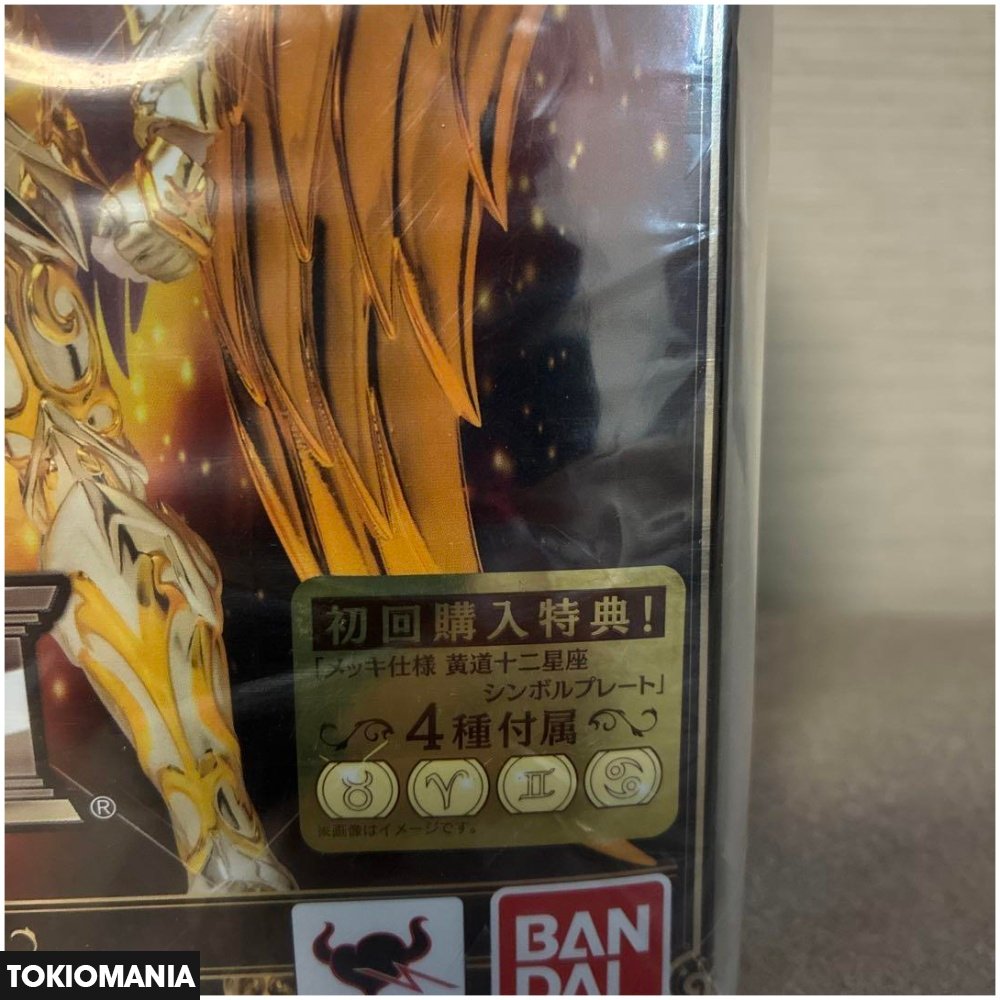 初回購入特典!
「メッキ仕様 黄道十二星座
シンボルプレート」
4種付属
♉ ♈ ♊ ♋
※画像はイメージです。
®
BAN
DAI
TOKIOMANIA